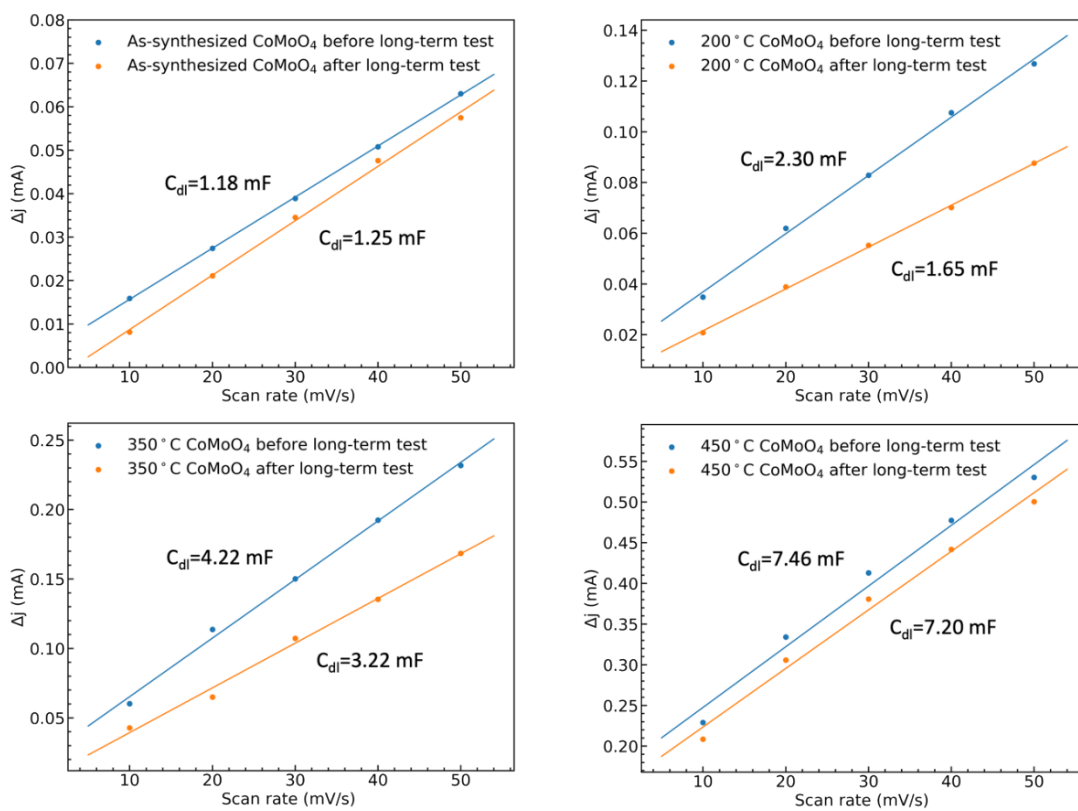 0.08
0.07
0.06
0.05
0.04
0.03
0.02
0.01
0.00
Δj (mA)
As-synthesized CoMoO₄ before long-term test
As-synthesized CoMoO₄ after long-term test
C_dl=1.18 mF
C_dl=1.25 mF
10 20 30 40 50
Scan rate (mV/s)
0.14
0.12
0.10
0.08
0.06
0.04
0.02
Δj (mA)
200°C CoMoO₄ before long-term test
200°C CoMoO₄ after long-term test
C_dl=2.30 mF
C_dl=1.65 mF
10 20 30 40 50
Scan rate (mV/s)
0.25
0.20
0.15
0.10
0.05
Δj (mA)
350°C CoMoO₄ before long-term test
350°C CoMoO₄ after long-term test
C_dl=4.22 mF
C_dl=3.22 mF
10 20 30 40 50
Scan rate (mV/s)
0.55
0.50
0.45
0.40
0.35
0.30
0.25
0.20
Δj (mA)
450°C CoMoO₄ before long-term test
450°C CoMoO₄ after long-term test
C_dl=7.46 mF
C_dl=7.20 mF
10 20 30 40 50
Scan rate (mV/s)